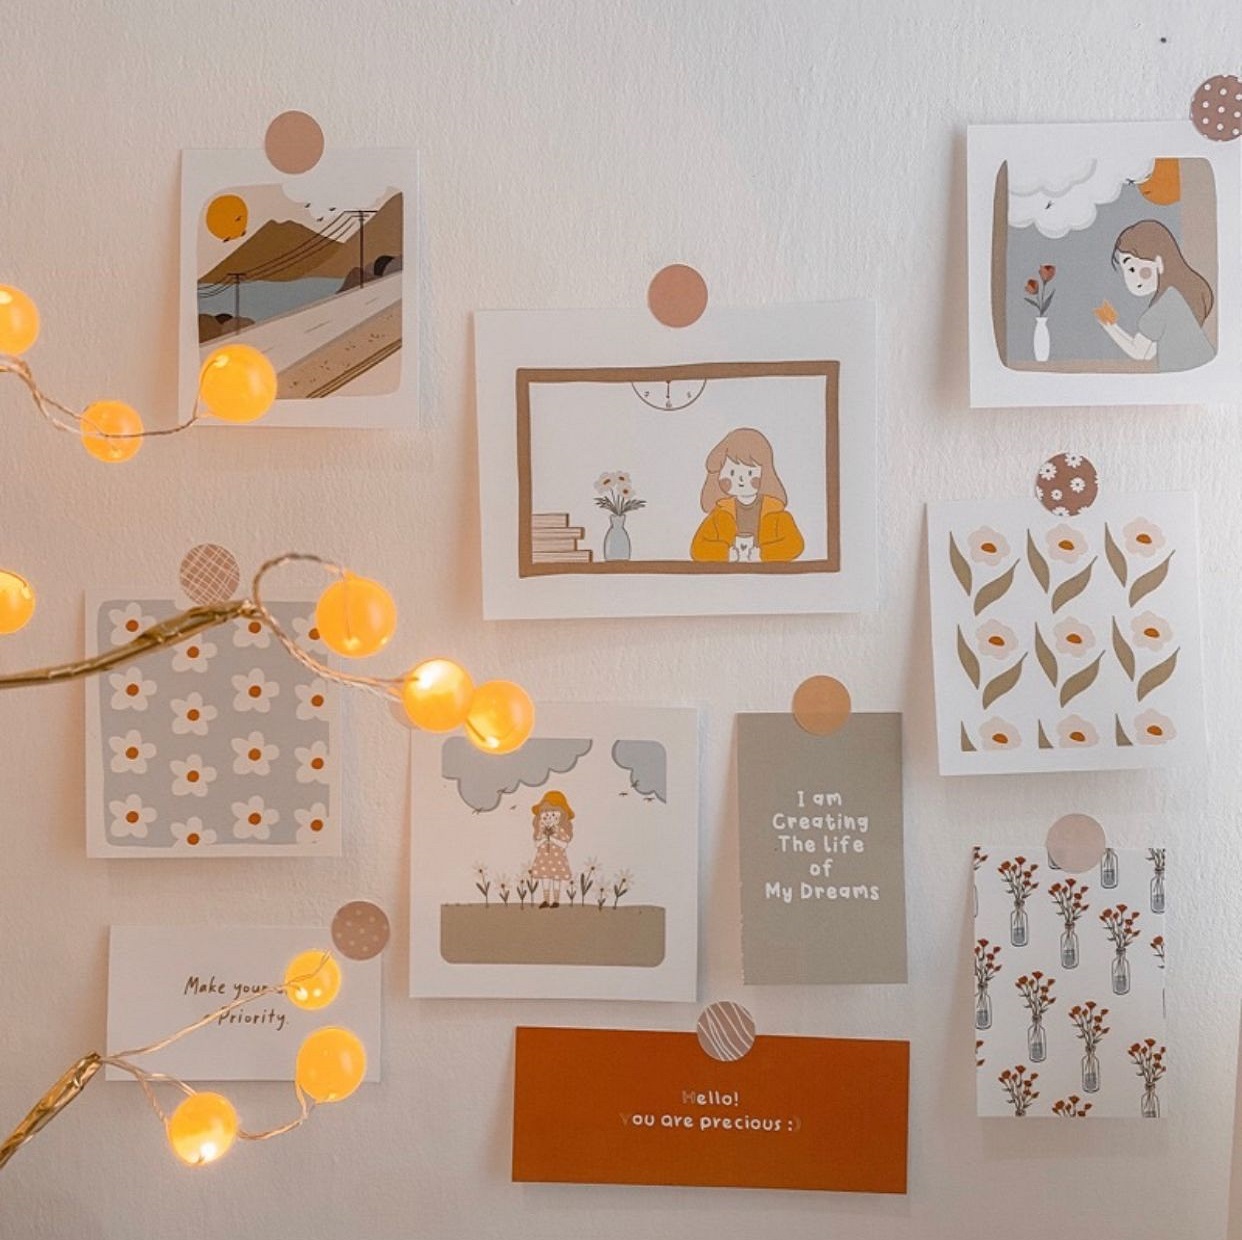 I am
Creating
The life
of
My Dreams
Make your
Priority.
Hello!
You are precious :)